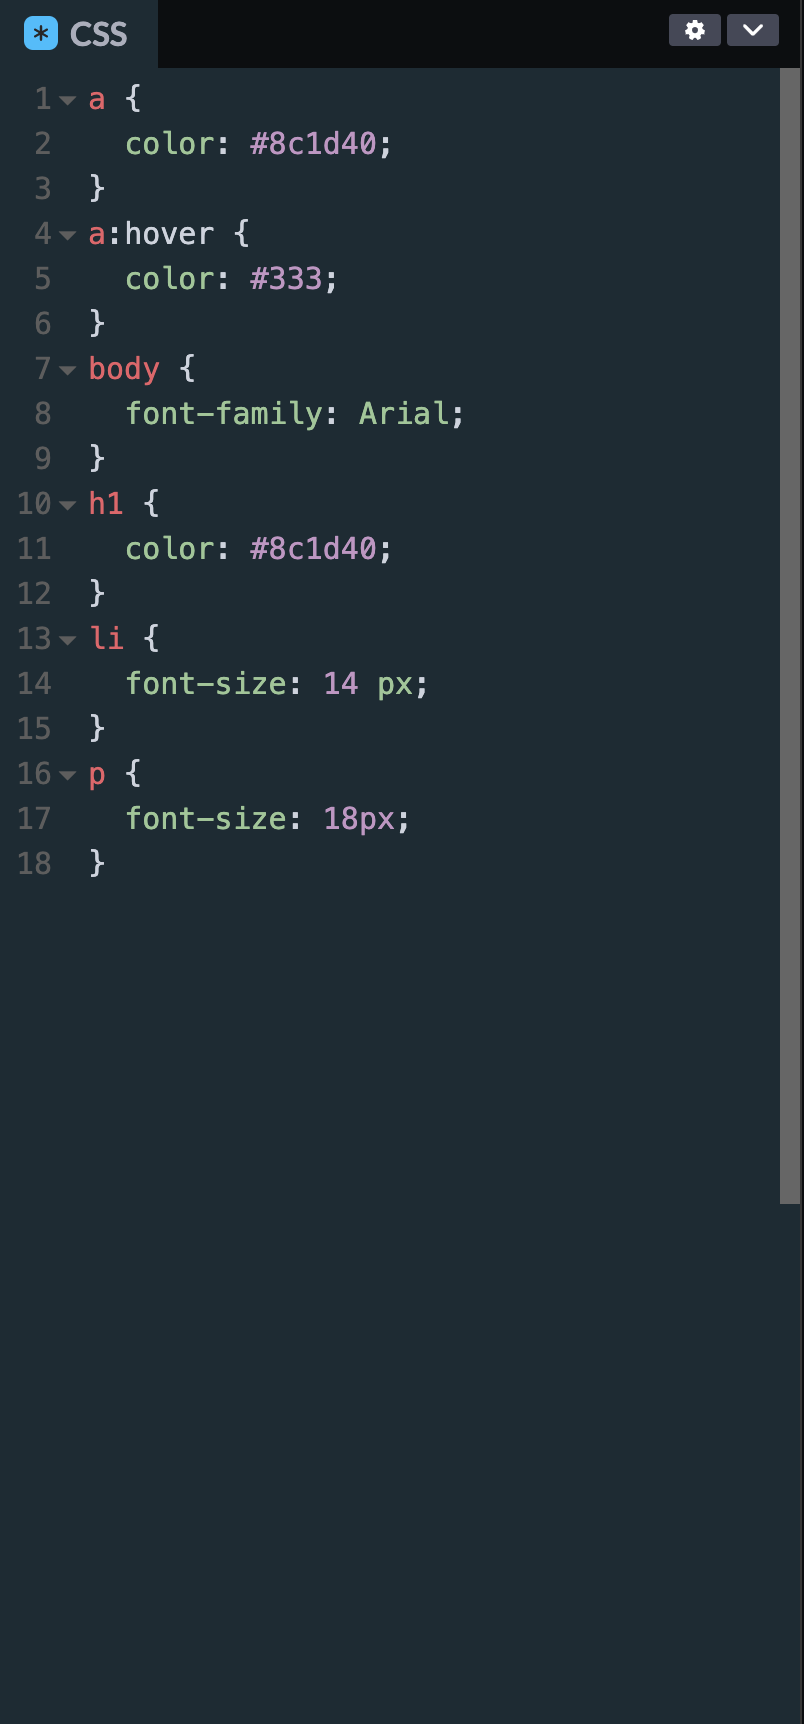 * CSS
1 a {
2   color: #8c1d40;
3 }
4 a:hover {
5   color: #333;
6 }
7 body {
8   font-family: Arial;
9 }
10 h1 {
11   color: #8c1d40;
12 }
13 li {
14   font-size: 14 px;
15 }
16 p {
17   font-size: 18px;
18 }